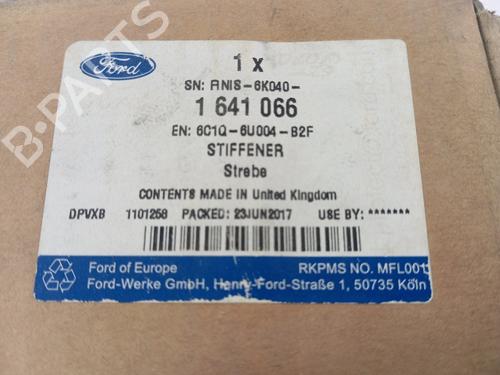 Ford
1 x
SN: FINIS-6K040-
1 641 066
EN: 6C1Q-6U004-B2F
STIFFENER
Strebe
CONTENTS MADE IN United Kingdom
DPVXB 1101258 PACKED: 23JUN2017 USE BY: *******
Ford of Europe RKPMS NO. MFL001
Ford-Werke GmbH, Henry-Ford-Straße 1, 50735 Köln
B-PARTS